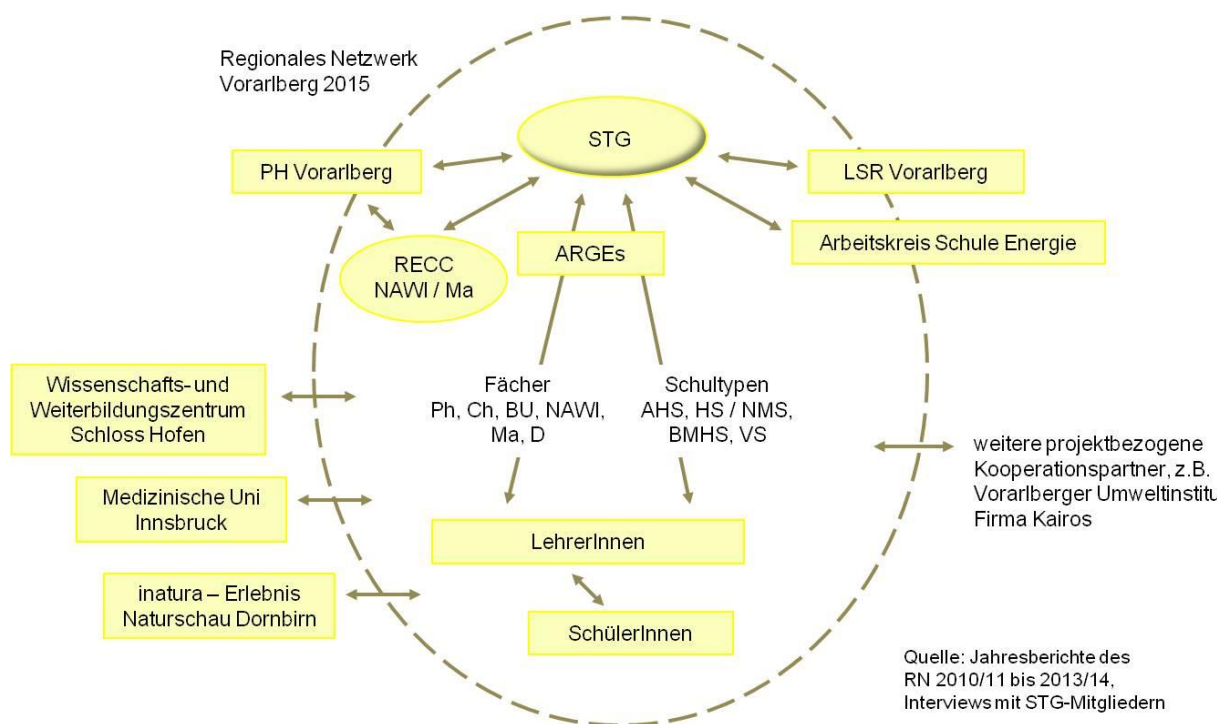 Regionales Netzwerk
Vorarlberg 2015
STG
PH Vorarlberg
LSR Vorarlberg
ARGEs
Arbeitskreis Schule Energie
RECC
NAWI / Ma
Wissenschafts- und
Weiterbildungszentrum
Schloss Hofen
Fächer
Ph, Ch, BU, NAWI,
Ma, D
Schultypen
AHS, HS / NMS,
BMHS, VS
weitere projektbezogene
Kooperationspartner, z.B.
Vorarlberger Umweltinstitu
Firma Kairos
Medizinische Uni
Innsbruck
LehrerInnen
inatura – Erlebnis
Naturschau Dornbirn
SchülerInnen
Quelle: Jahresberichte des
RN 2010/11 bis 2013/14,
Interviews mit STG-Mitgliedern